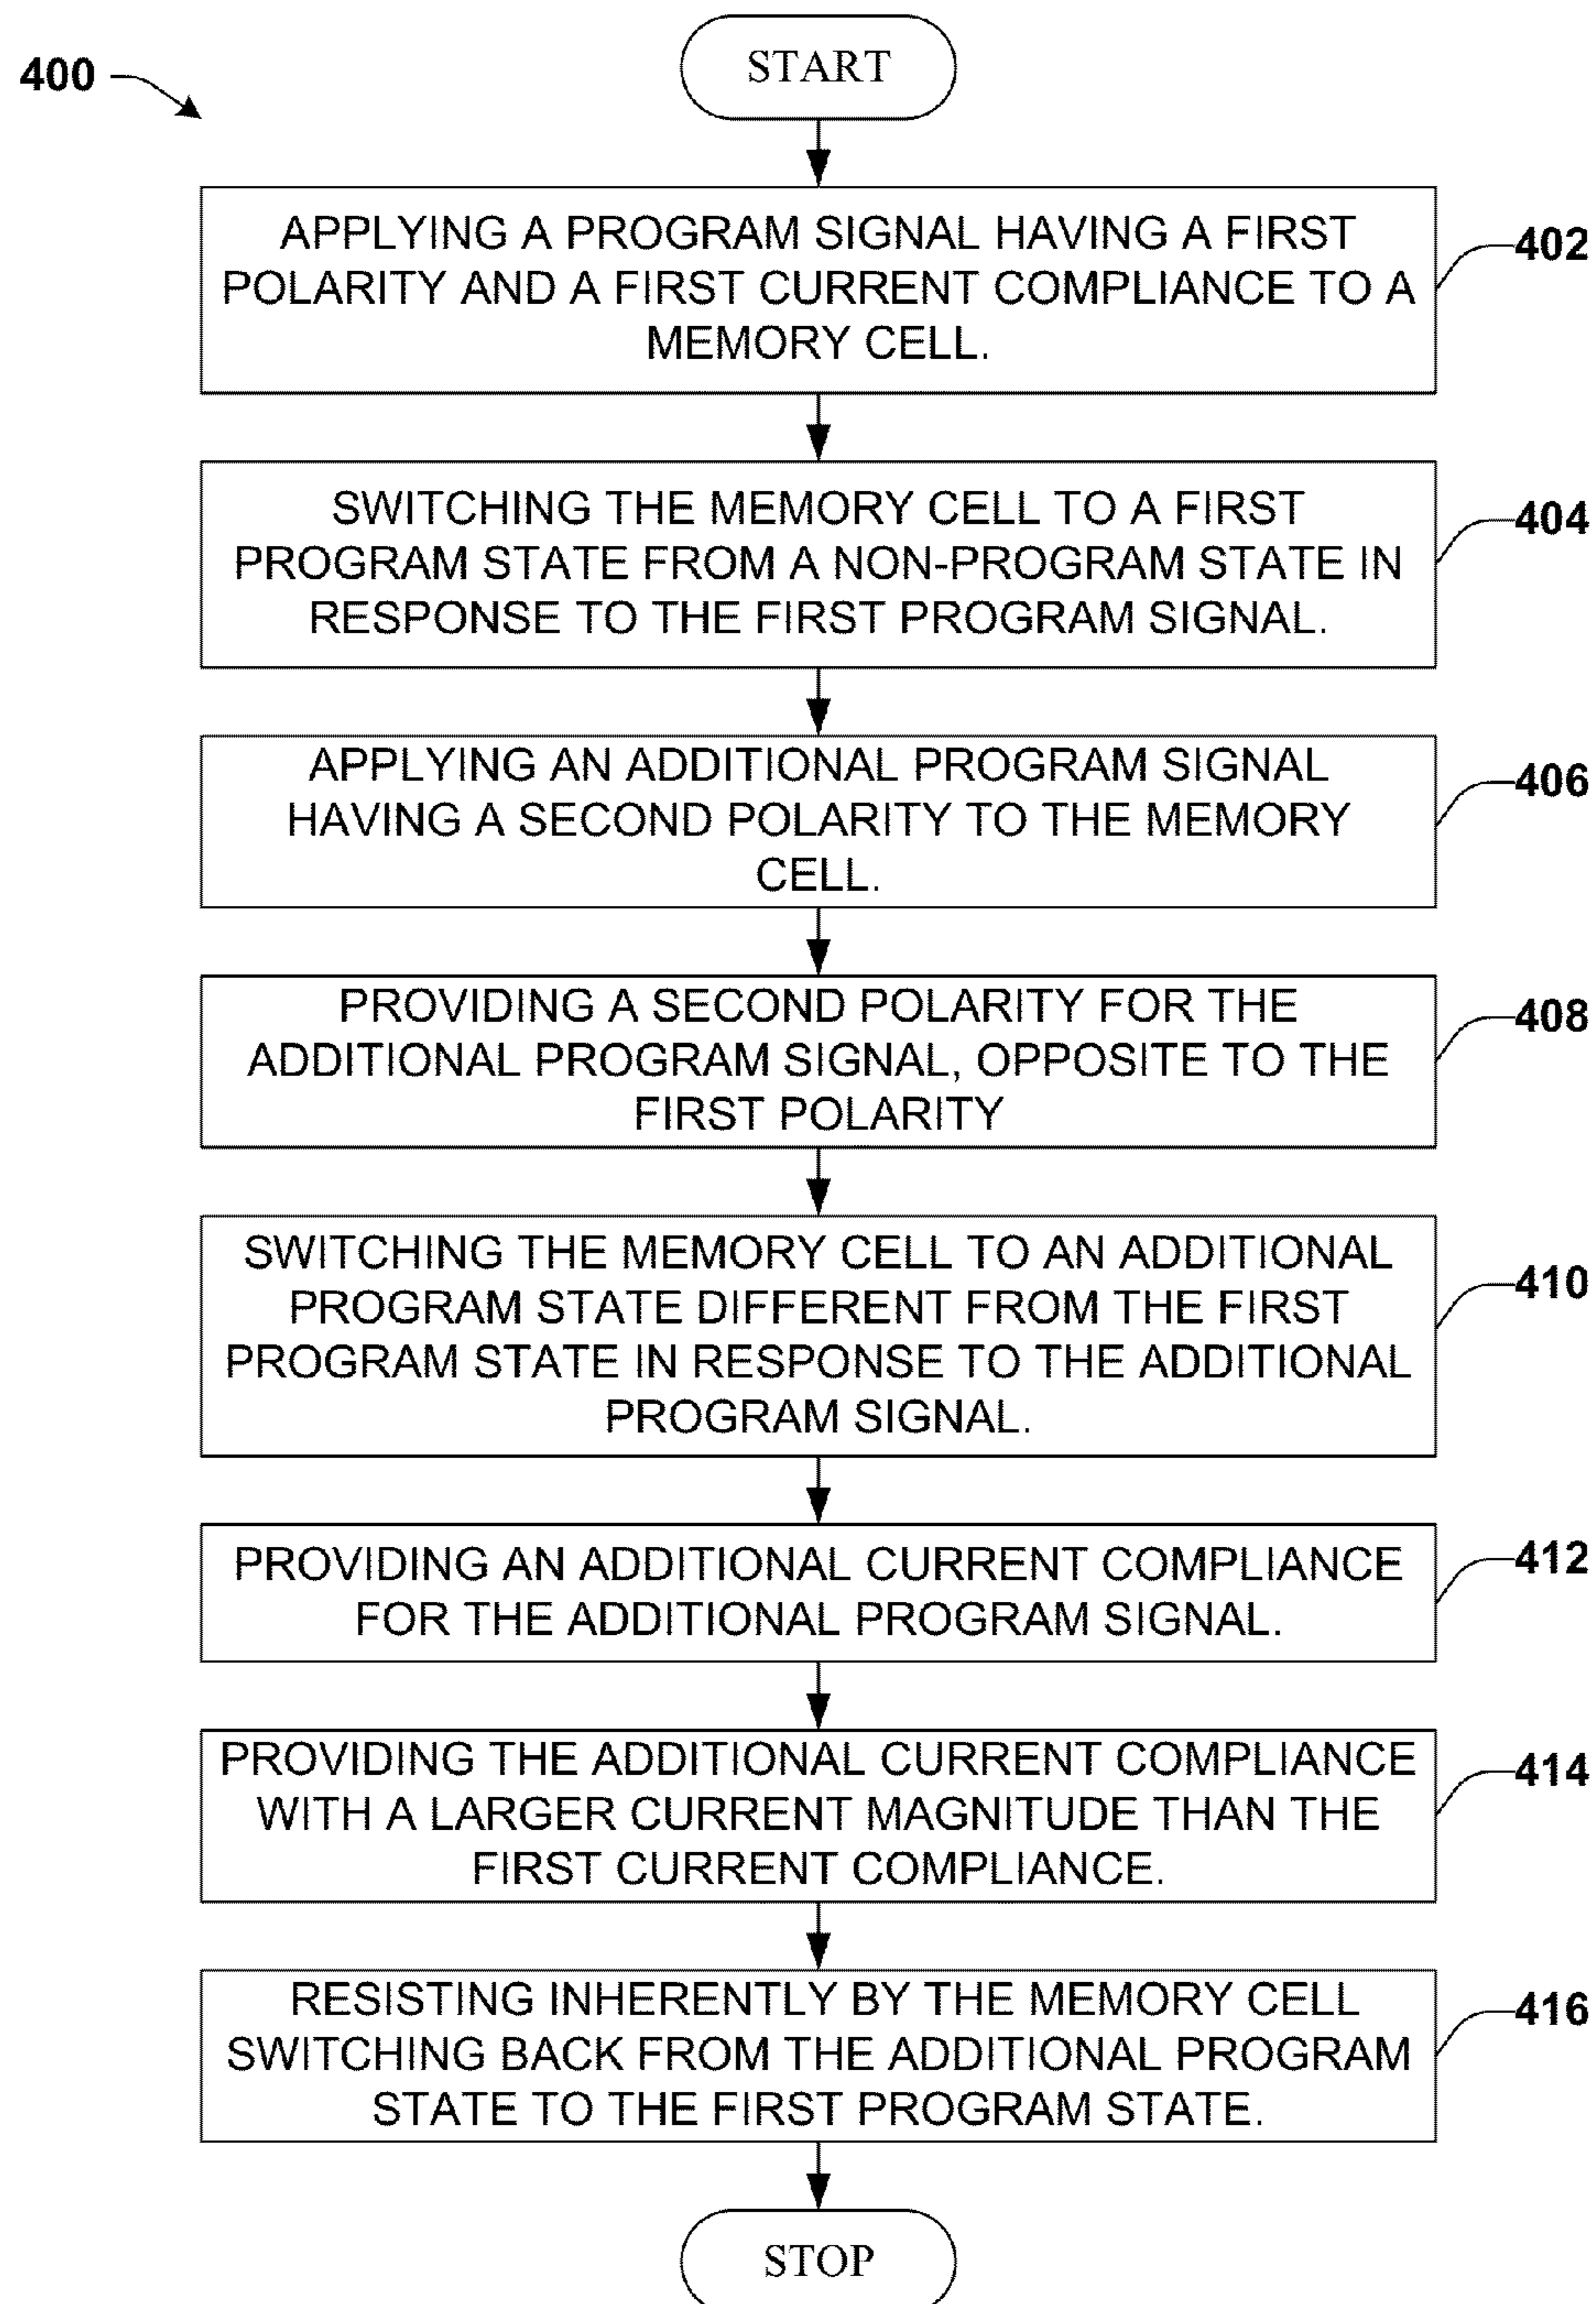 400
START
APPLYING A PROGRAM SIGNAL HAVING A FIRST
POLARITY AND A FIRST CURRENT COMPLIANCE TO A
MEMORY CELL.
402
SWITCHING THE MEMORY CELL TO A FIRST
PROGRAM STATE FROM A NON-PROGRAM STATE IN
RESPONSE TO THE FIRST PROGRAM SIGNAL.
404
APPLYING AN ADDITIONAL PROGRAM SIGNAL
HAVING A SECOND POLARITY TO THE MEMORY
CELL.
406
PROVIDING A SECOND POLARITY FOR THE
ADDITIONAL PROGRAM SIGNAL, OPPOSITE TO THE
FIRST POLARITY
408
SWITCHING THE MEMORY CELL TO AN ADDITIONAL
PROGRAM STATE DIFFERENT FROM THE FIRST
PROGRAM STATE IN RESPONSE TO THE ADDITIONAL
PROGRAM SIGNAL.
410
PROVIDING AN ADDITIONAL CURRENT COMPLIANCE
FOR THE ADDITIONAL PROGRAM SIGNAL.
412
PROVIDING THE ADDITIONAL CURRENT COMPLIANCE
WITH A LARGER CURRENT MAGNITUDE THAN THE
FIRST CURRENT COMPLIANCE.
414
RESISTING INHERENTLY BY THE MEMORY CELL
SWITCHING BACK FROM THE ADDITIONAL PROGRAM
STATE TO THE FIRST PROGRAM STATE.
416
STOP